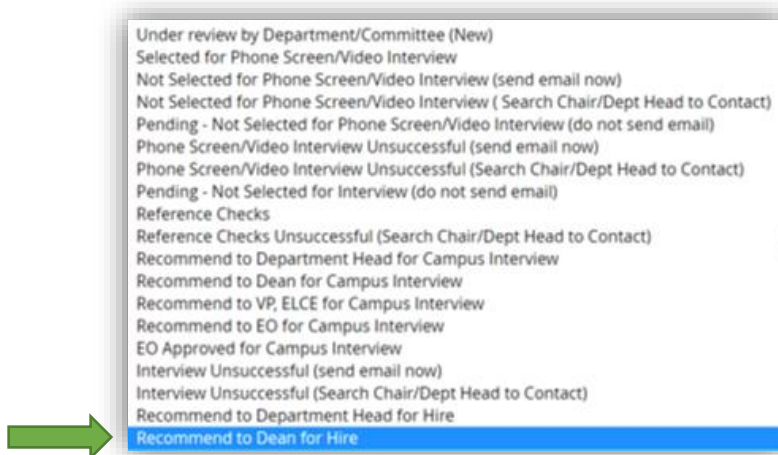 Under review by Department/Committee (New)
Selected for Phone Screen/Video Interview
Not Selected for Phone Screen/Video Interview (send email now)
Not Selected for Phone Screen/Video Interview ( Search Chair/Dept Head to Contact)
Pending - Not Selected for Phone Screen/Video Interview (do not send email)
Phone Screen/Video Interview Unsuccessful (send email now)
Phone Screen/Video Interview Unsuccessful (Search Chair/Dept Head to Contact)
Pending - Not Selected for Interview (do not send email)
Reference Checks
Reference Checks Unsuccessful (Search Chair/Dept Head to Contact)
Recommend to Department Head for Campus Interview
Recommend to Dean for Campus Interview
Recommend to VP, ELCE for Campus Interview
Recommend to EO for Campus Interview
EO Approved for Campus Interview
Interview Unsuccessful (send email now)
Interview Unsuccessful (Search Chair/Dept Head to Contact)
Recommend to Department Head for Hire
Recommend to Dean for Hire